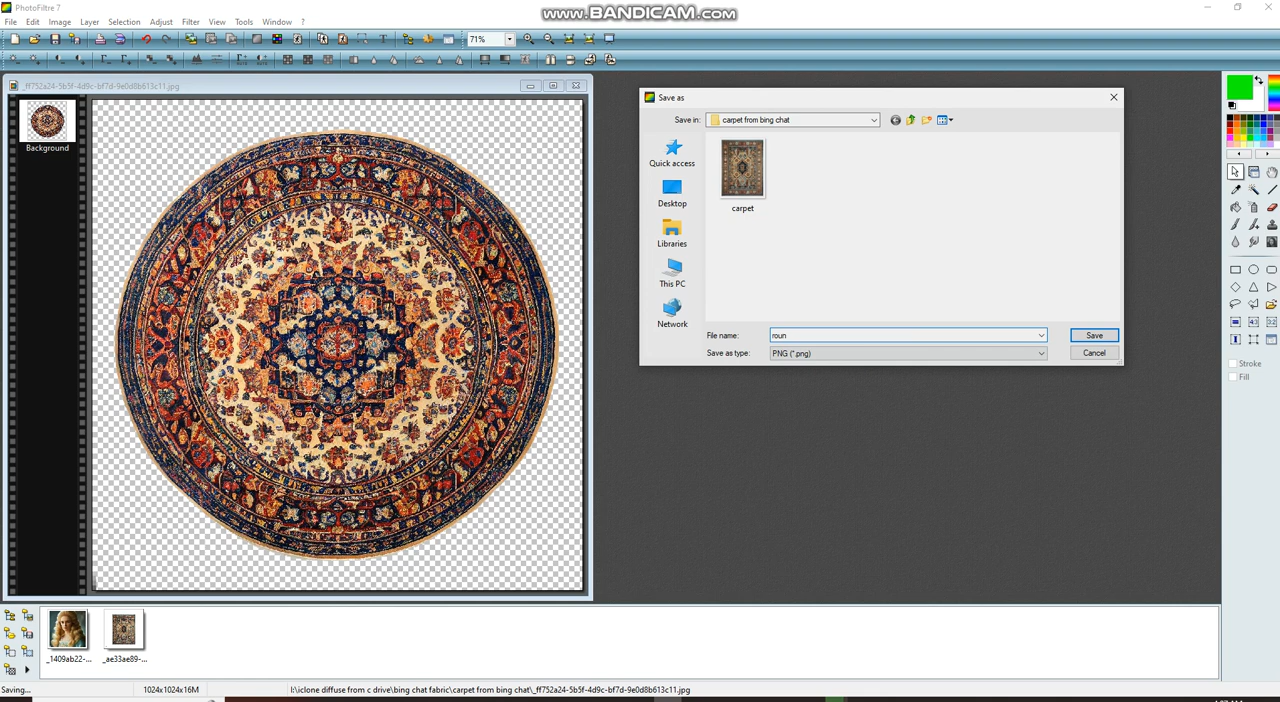 PhotoFiltre 7
www.BANDICAM.com
File Edit Image Layer Selection Adjust Filter View Tools Window ?
71%
_ff752a24-5b5f-4d9c-bf7d-9e0d8b613c11.jpg
Background
Save as
Save in: carpet from bing chat
Quick access
Desktop
Libraries
This PC
Network
carpet
File name: roun Save
Save as type: PNG (*.png) Cancel
Stroke
Fill
_1409ab22-... _ae33ae89-...
Saving... 1024x1024x16M I:\iclone diffuse from c drive\bing chat fabric\carpet from bing chat\_ff752a24-5b5f-4d9c-bf7d-9e0d8b613c11.jpg